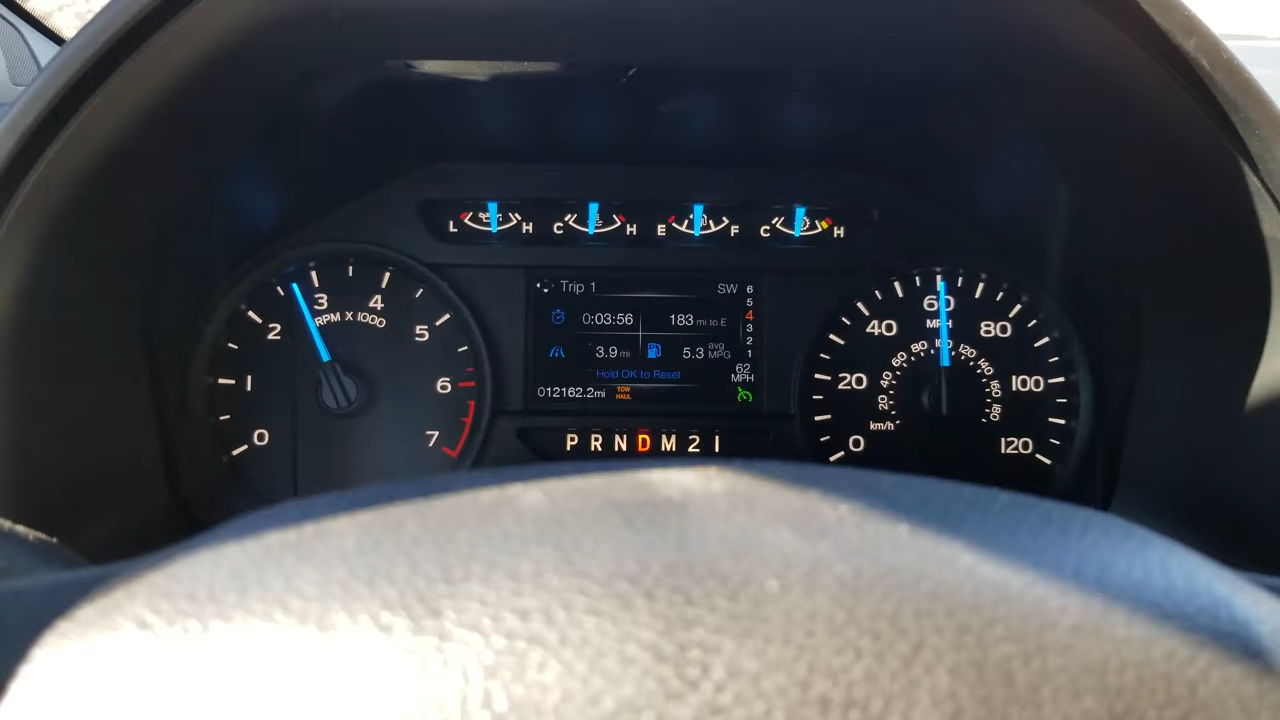 L H C H E F C H
0 1 2 3 4 5 6 7
RPM X 1000
Trip 1 SW
0:03:56 183 mi to E
3.9 mi 5.3 avg MPG
Hold OK to Reset
012162.2mi TOW HAUL
6
5
4
3
2
1
62
MPH
P R N D M 2 1
0 20 40 60 80 100 120
MPH
20 40 60 80 100 120 140 160 180
km/h